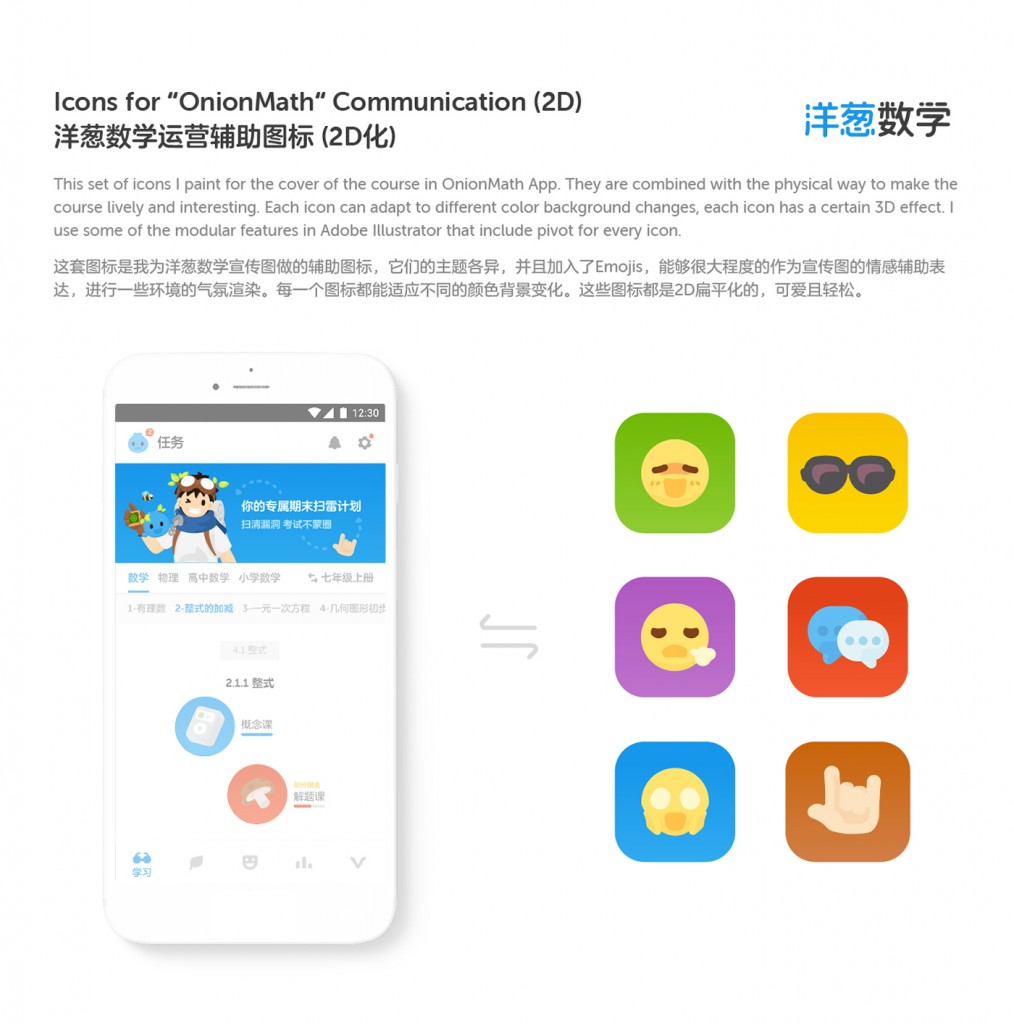 Icons for “OnionMath“ Communication (2D)
洋葱数学运营辅助图标 (2D化)
洋葱数学
This set of icons I paint for the cover of the course in OnionMath App. They are combined with the physical way to make the
course lively and interesting. Each icon can adapt to different color background changes, each icon has a certain 3D effect. I
use some of the modular features in Adobe Illustrator that include pivot for every icon.
这套图标是我为洋葱数学宣传图做的辅助图标，它们的主题各异，并且加入了Emojis，能够很大程度的作为宣传图的情感辅助表
达，进行一些环境的气氛渲染。每一个图标都能适应不同的颜色背景变化。这些图标都是2D扁平化的，可爱且轻松。
12:30
2
任务
你的专属期末扫雷计划
扫清漏洞 考试不蒙圈
数学 物理 高中数学 小学数学 七年级上册
1-有理数 2-整式的加减 3-一元一次方程 4-几何图形初步
4.1 整式
2.1.1 整式
概念课
解题课
学习